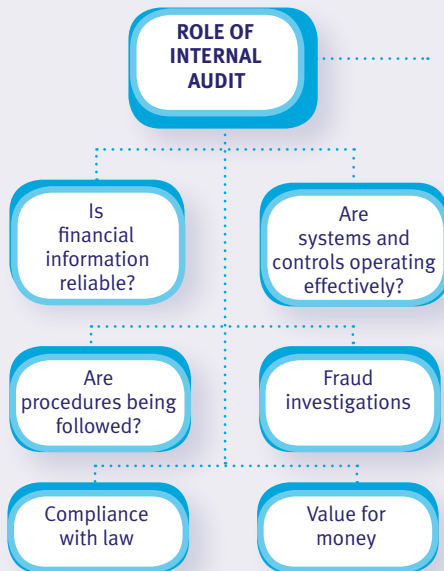 ROLE OF
INTERNAL
AUDIT
Is
financial
information
reliable?
Are
systems and
controls operating
effectively?
Are
procedures being
followed?
Fraud
investigations
Compliance
with law
Value for
money